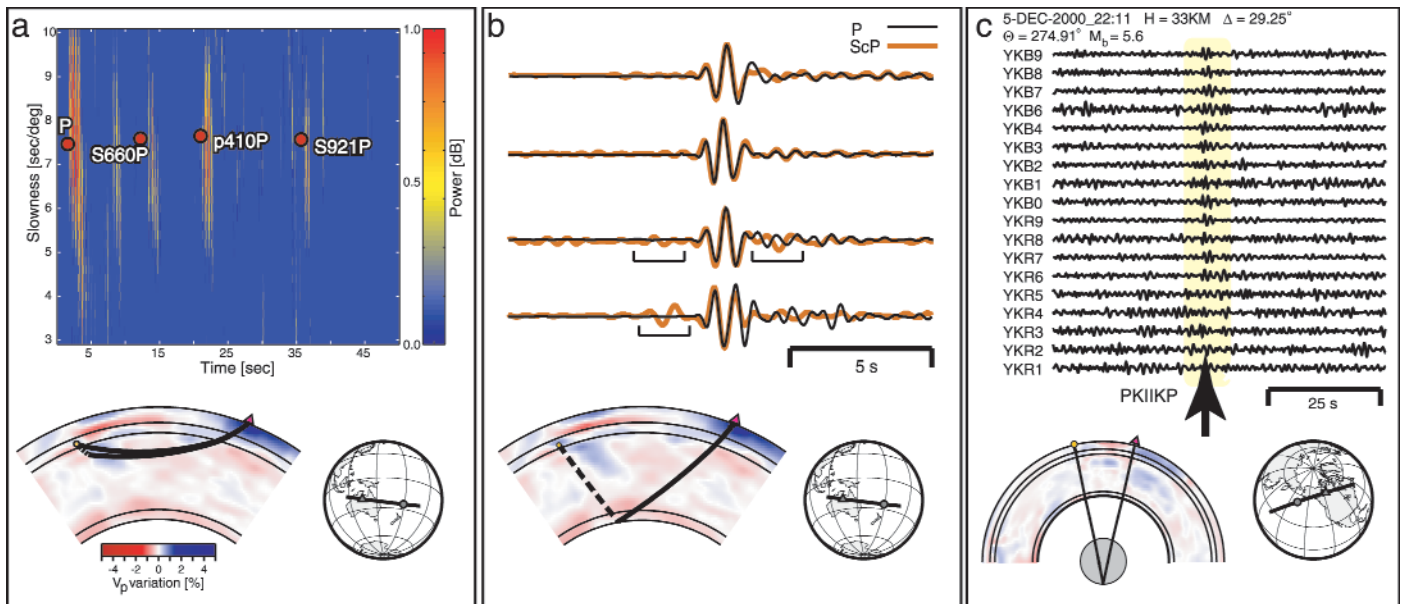 a
10
9
8
7
6
5
4
3
Slowness [sec/deg]
P
S660P
p410P
S921P
5
15
25
35
45
Time [sec]
1.0
0.5
0.0
Power [dB]
-4
-2
0
2
4
Vp variation [%]
b
P
ScP
5 s
c
5-DEC-2000_22:11 H = 33KM Δ = 29.25°
Θ = 274.91° Mb = 5.6
YKB9
YKB8
YKB7
YKB6
YKB4
YKB3
YKB2
YKB1
YKB0
YKR9
YKR8
YKR7
YKR6
YKR5
YKR4
YKR3
YKR2
YKR1
PKIIKP
25 s